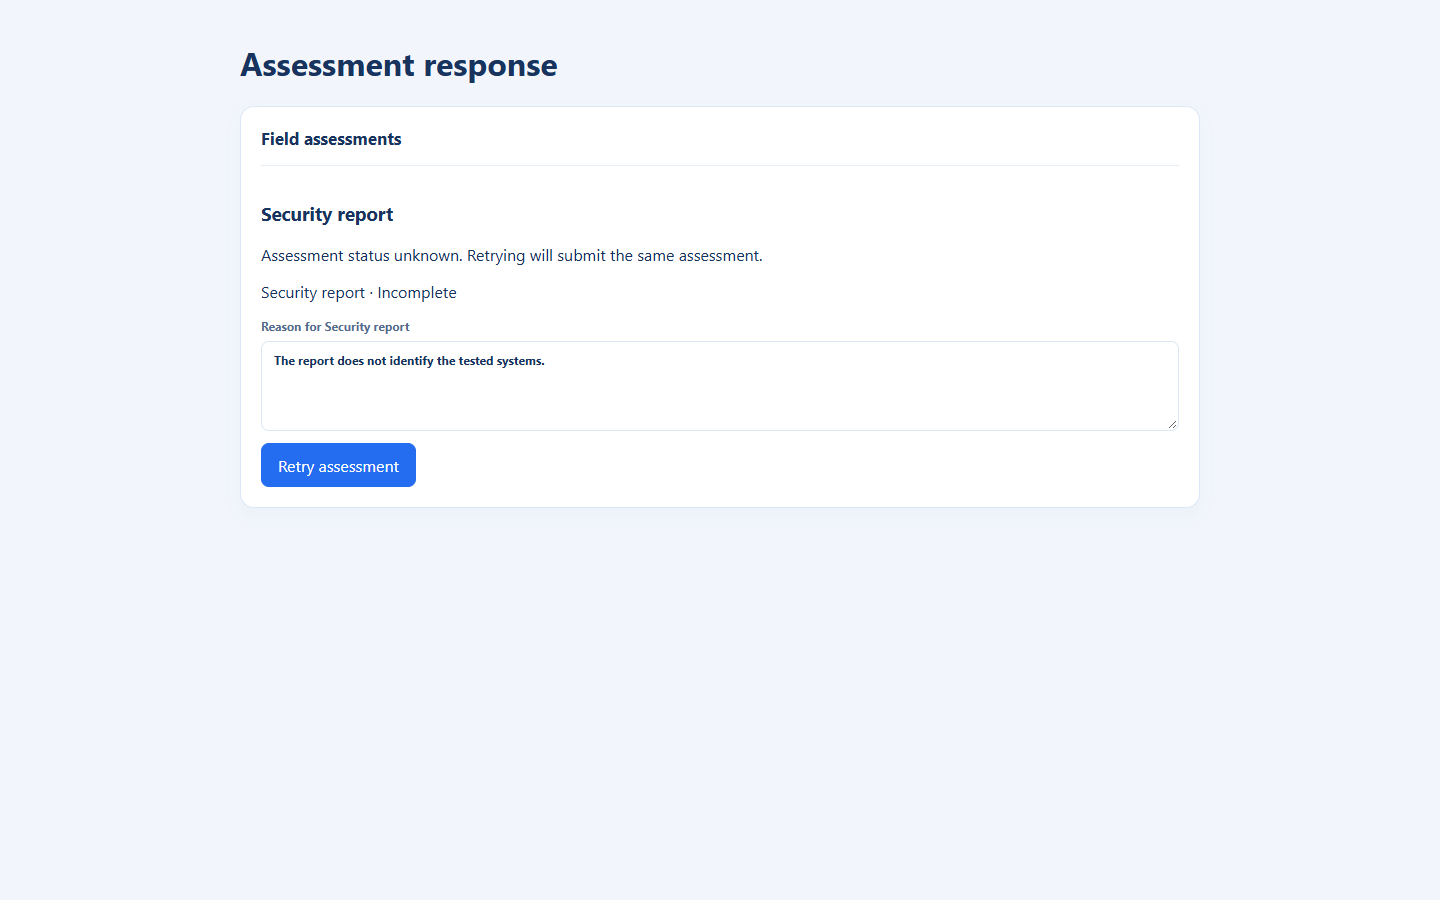 Assessment response
Field assessments
Security report
Assessment status unknown. Retrying will submit the same assessment.
Security report · Incomplete
Reason for Security report
The report does not identify the tested systems.
Retry assessment